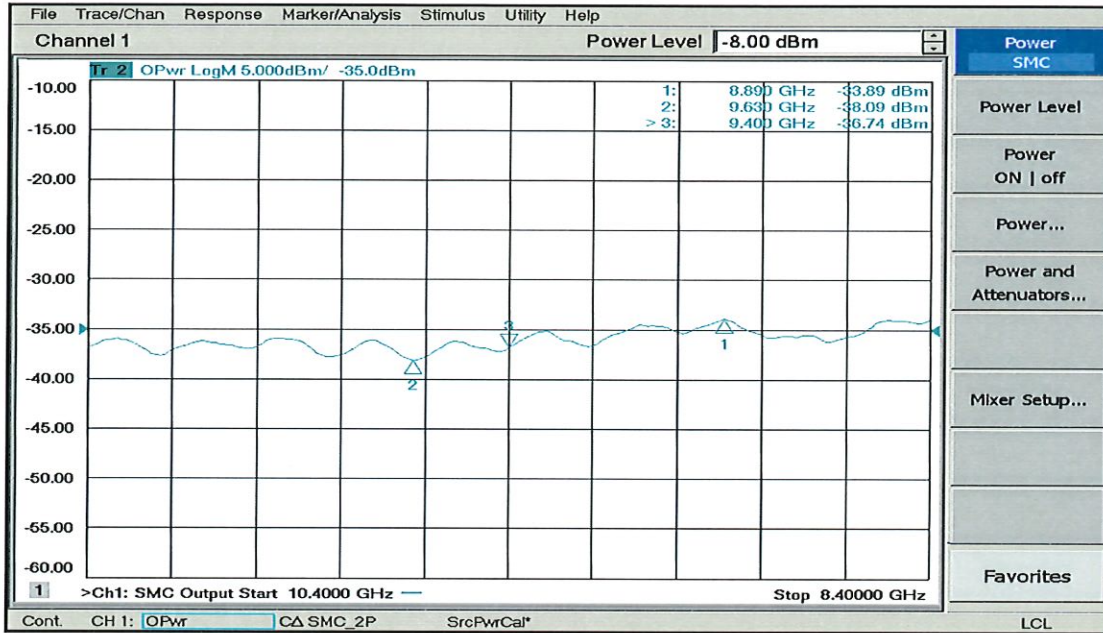 File Trace/Chan Response Marker/Analysis Stimulus Utility Help
Channel 1 Power Level -8.00 dBm
Tr 2 OPwr LogM 5.000dBm/ -35.0dBm
1: 8.890 GHz -33.89 dBm
2: 9.630 GHz -38.09 dBm
> 3: 9.400 GHz -36.74 dBm
-10.00
-15.00
-20.00
-25.00
-30.00
-35.00
-40.00
-45.00
-50.00
-55.00
-60.00
3
1
2
1 >Ch1: SMC Output Start 10.4000 GHz — Stop 8.40000 GHz
Cont. CH 1: OPwr CΔ SMC_2P SrcPwrCal* LCL
Power
SMC
Power Level
Power
ON | off
Power...
Power and
Attenuators...
Mixer Setup...
Favorites